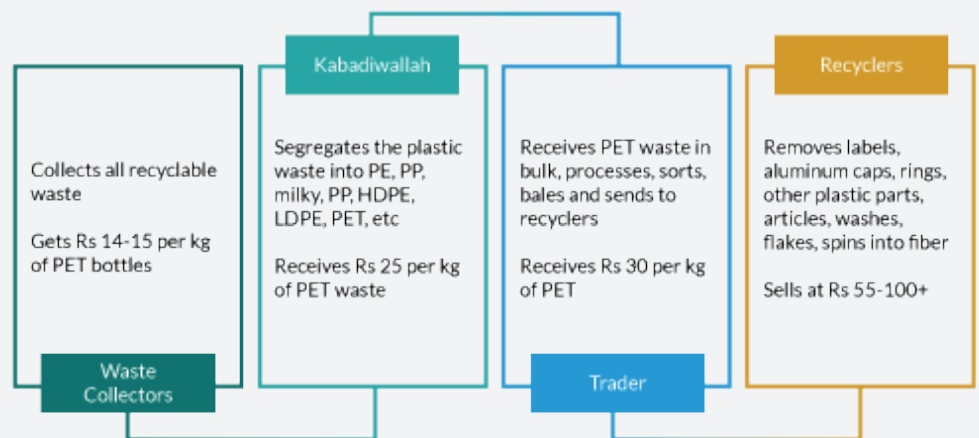 Collects all recyclable
waste
Gets Rs 14-15 per kg
of PET bottles
Waste
Collectors
Kabadiwallah
Segregates the plastic
waste into PE, PP,
milky, PP, HDPE,
LDPE, PET, etc
Receives Rs 25 per kg
of PET waste
Receives PET waste in
bulk, processes, sorts,
bales and sends to
recyclers
Receives Rs 30 per kg
of PET
Trader
Recyclers
Removes labels,
aluminum caps, rings,
other plastic parts,
articles, washes,
flakes, spins into fiber
Sells at Rs 55-100+